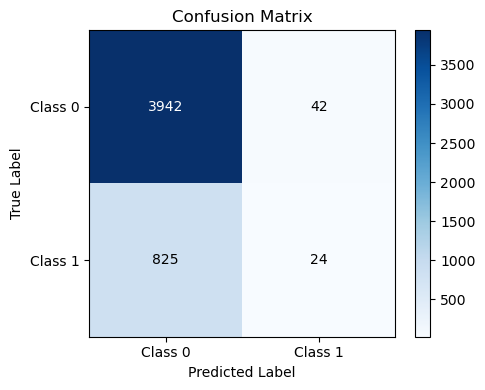 Confusion Matrix
True Label
Class 0
3942
42
Class 1
825
24
Class 0
Class 1
Predicted Label
3500
3000
2500
2000
1500
1000
500